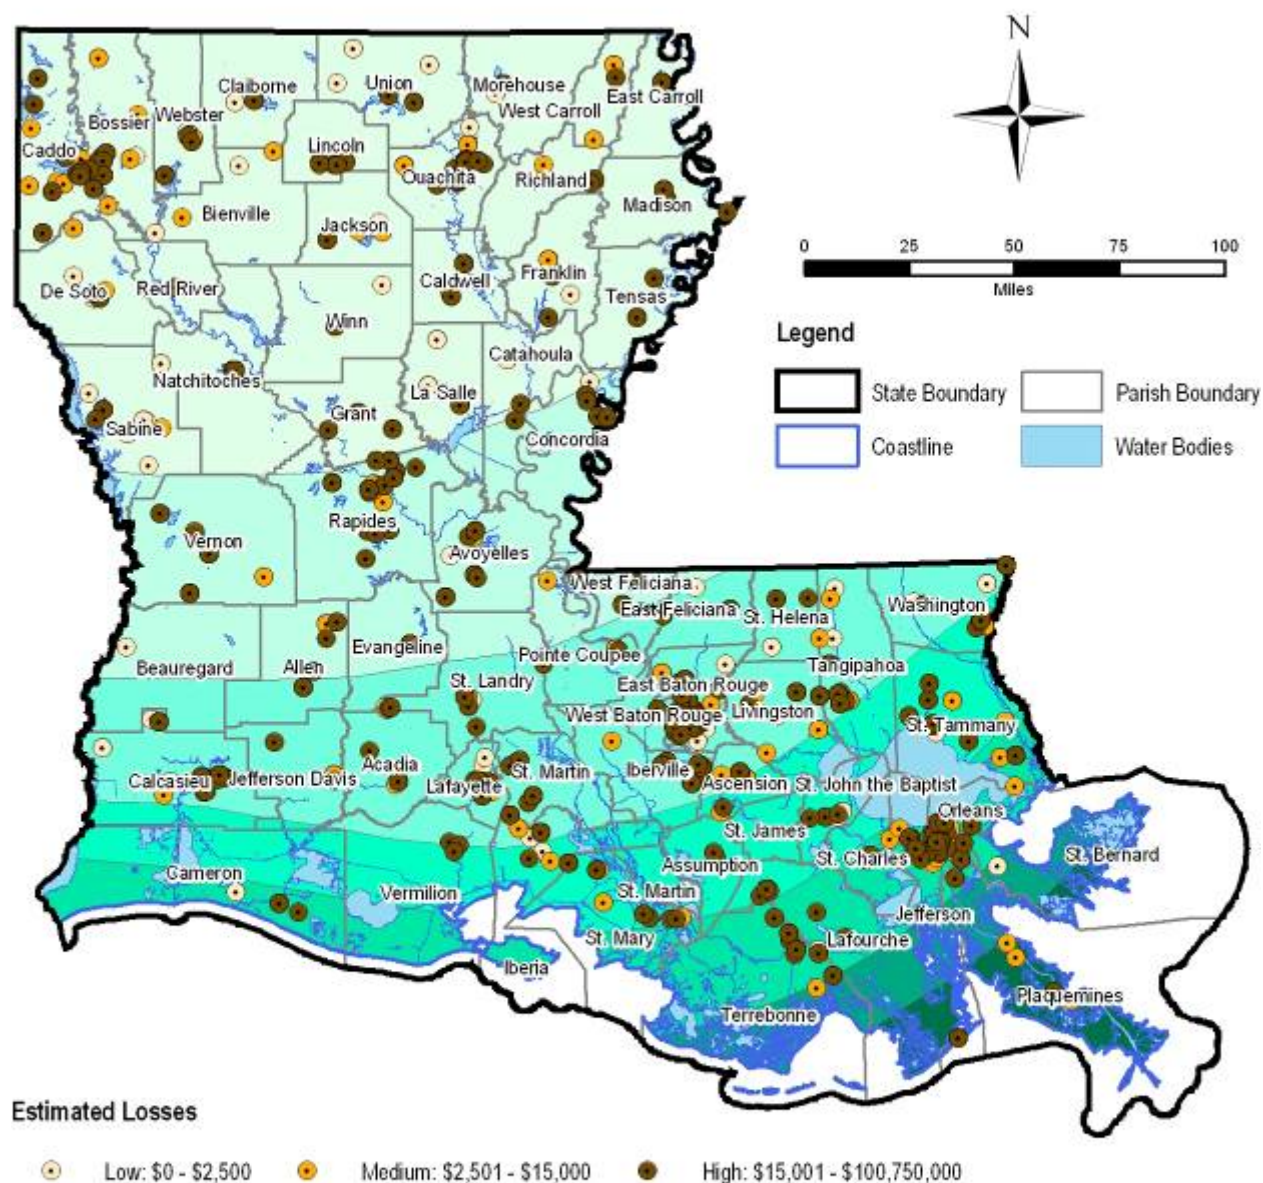 N
Claiborne
Union
Morehouse
East Carroll
West Carroll
Webster
Bossier
Caddo
Lincoln
Ouachita
Richland
Madison
Bienville
Jackson
0 25 50 75 100
Miles
De Soto
Red River
Caldwell
Franklin
Tensas
Winn
Legend
Catahoula
Natchitoches
La Salle
State Boundary
Parish Boundary
Grant
Sabine
Concordia
Coastline
Water Bodies
Rapides
Vernon
Avoyelles
West Feliciana
East Feliciana
St. Helena
Washington
Evangeline
Beauregard
Allen
Pointe Coupee
Tangipahoa
St. Landry
East Baton Rouge
West Baton Rouge
Livingston
St. Tammany
Calcasieu
Jefferson Davis
Acadia
Lafayette
St. Martin
Iberville
Ascension
St. John the Baptist
Orleans
St. James
St. Charles
St. Bernard
Assumption
Cameron
Vermilion
St. Martin
Jefferson
St. Mary
Lafourche
Iberia
Plaquemines
Terrebonne
Estimated Losses
Low: $0 - $2,500
Medium: $2,501 - $15,000
High: $15,001 - $100,750,000